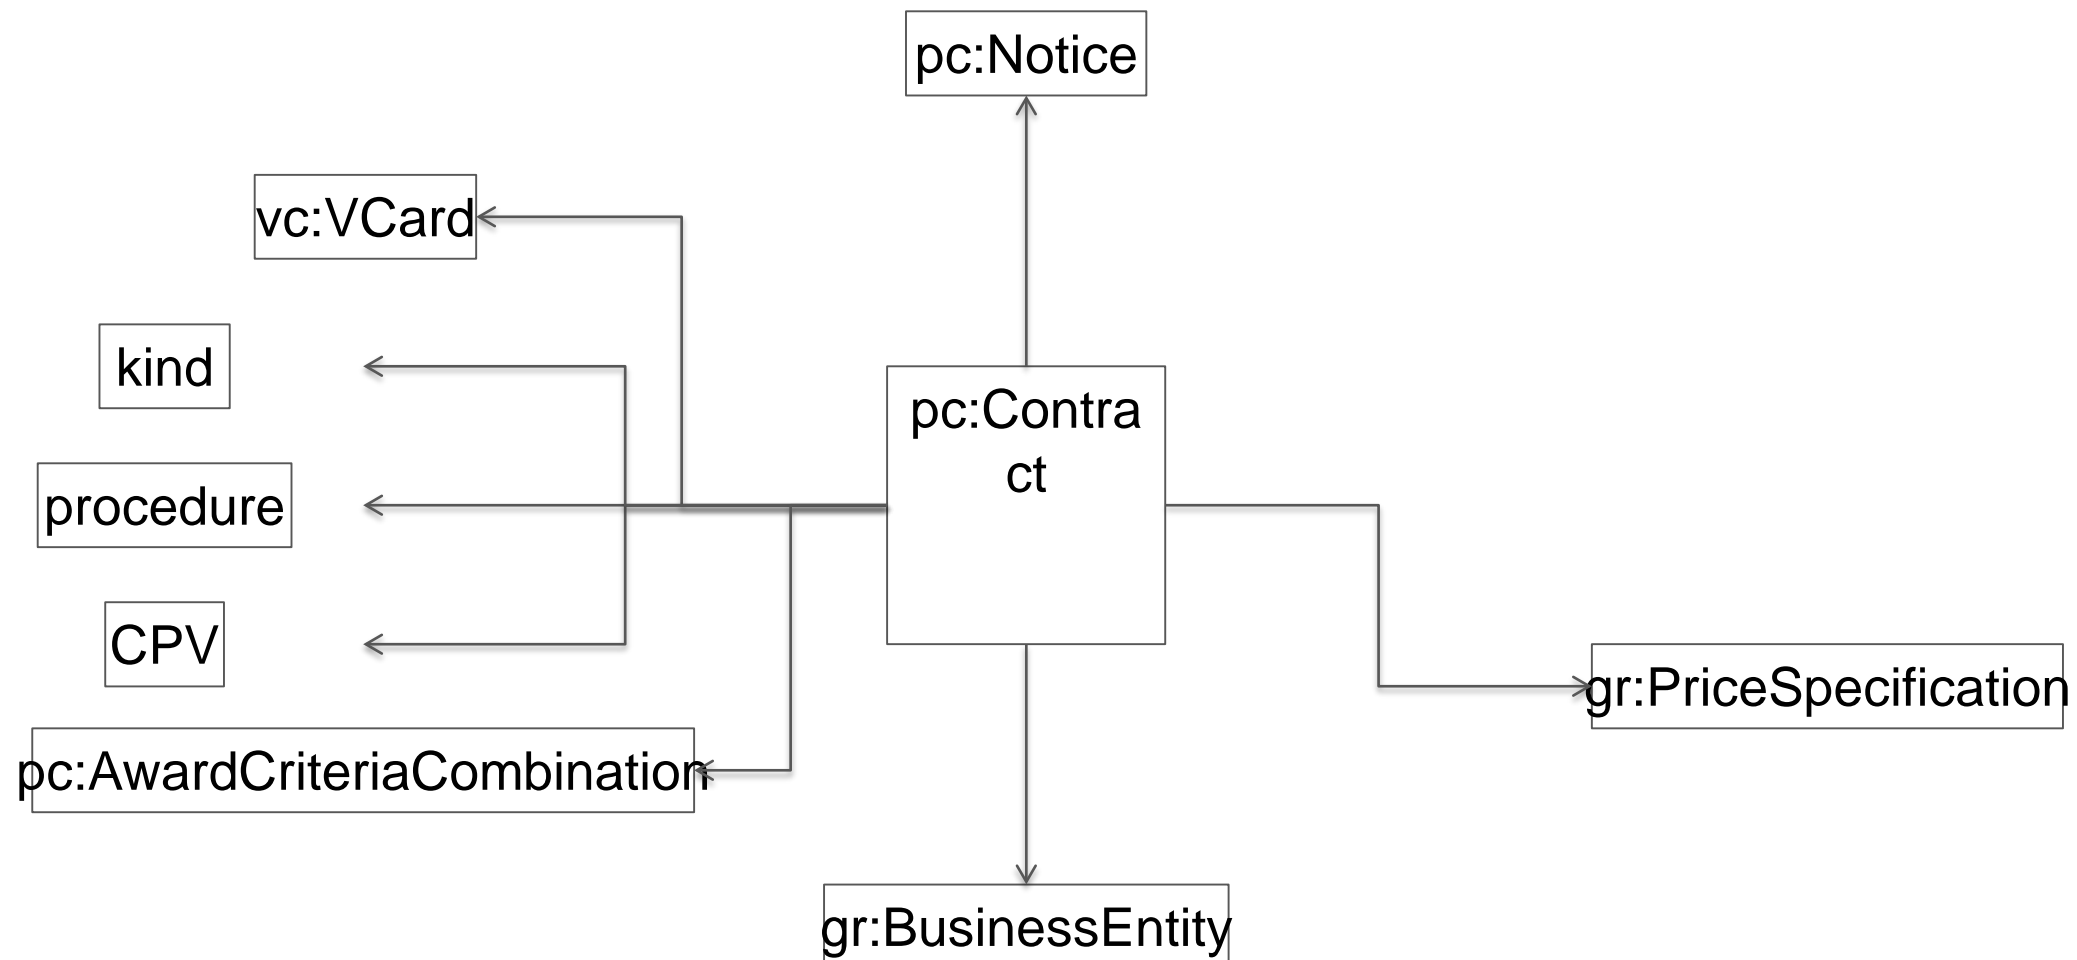 pc:Notice
vc:VCard
kind
pc:Contra
ct
procedure
CPV
gr:PriceSpecification
pc:AwardCriteriaCombination
gr:BusinessEntity